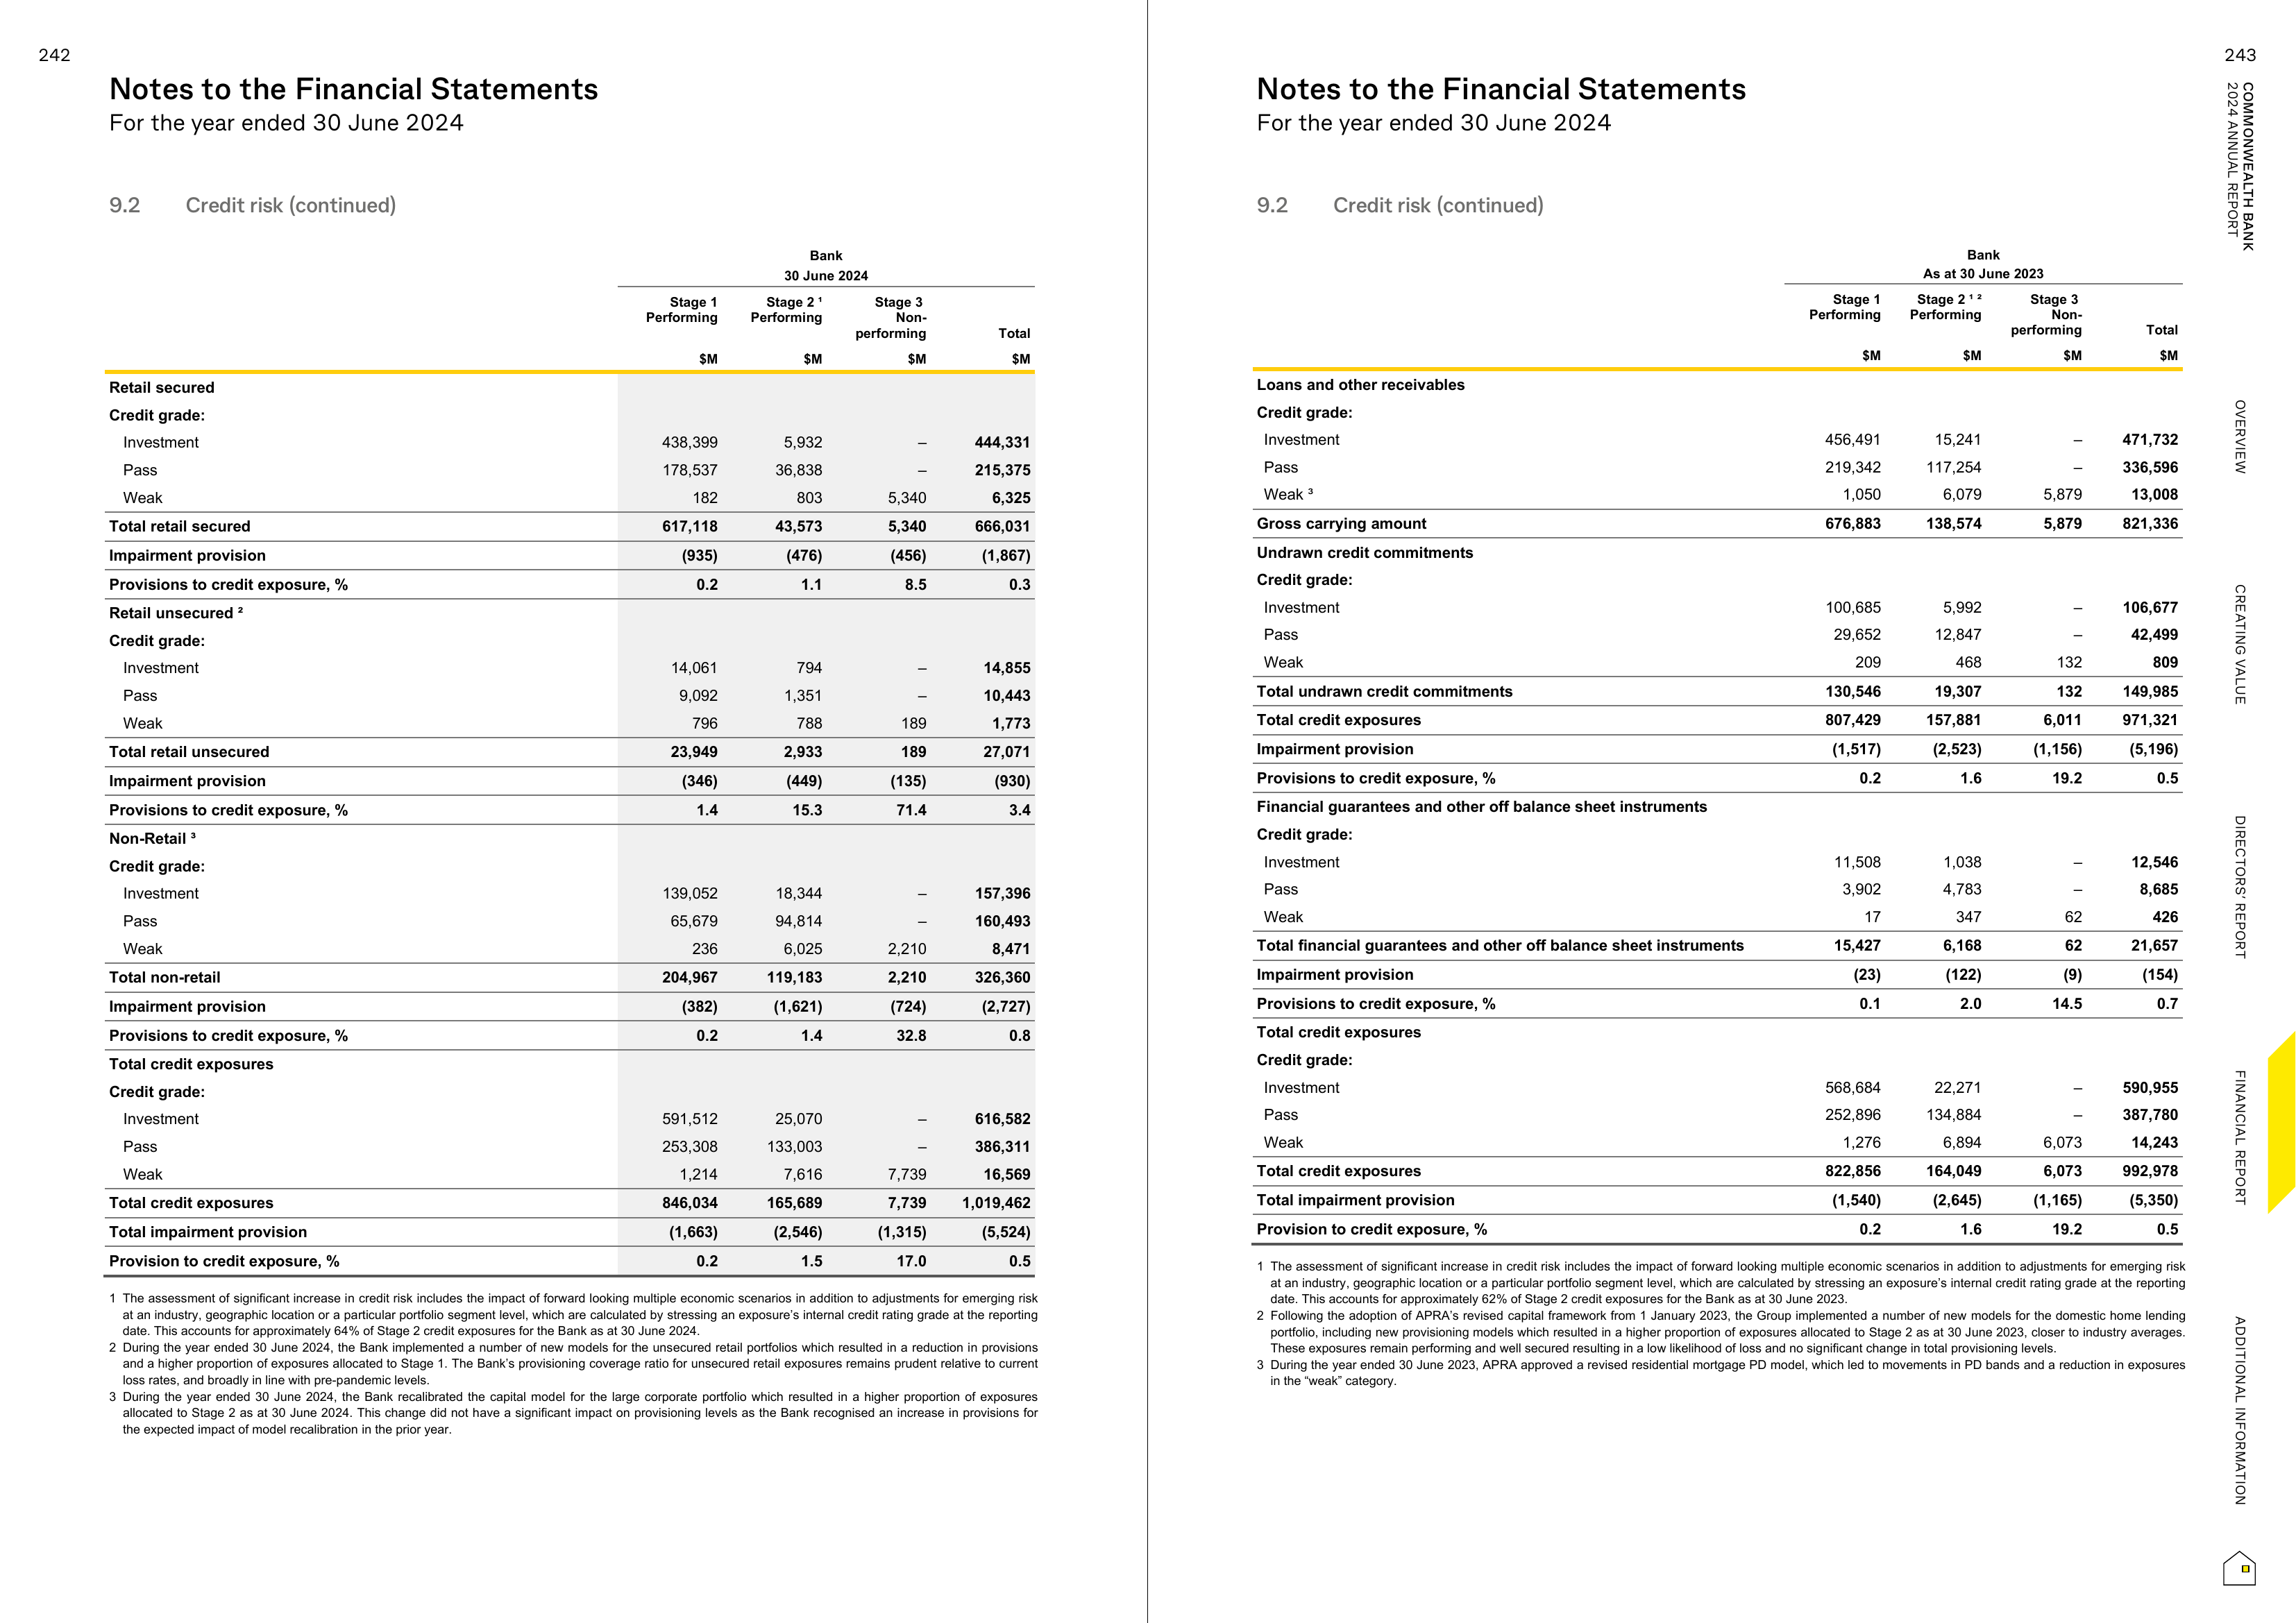 242
Notes to the Financial Statements
For the year ended 30 June 2024
9.2 Credit risk (continued)
Bank
30 June 2024
Stage 1 Performing Stage 2 ¹ Performing Stage 3 Non-performing Total
$M $M $M $M
Retail secured
Credit grade:
Investment 438,399 5,932 – 444,331
Pass 178,537 36,838 – 215,375
Weak 182 803 5,340 6,325
Total retail secured 617,118 43,573 5,340 666,031
Impairment provision (935) (476) (456) (1,867)
Provisions to credit exposure, % 0.2 1.1 8.5 0.3
Retail unsecured ²
Credit grade:
Investment 14,061 794 – 14,855
Pass 9,092 1,351 – 10,443
Weak 796 788 189 1,773
Total retail unsecured 23,949 2,933 189 27,071
Impairment provision (346) (449) (135) (930)
Provisions to credit exposure, % 1.4 15.3 71.4 3.4
Non-Retail ³
Credit grade:
Investment 139,052 18,344 – 157,396
Pass 65,679 94,814 – 160,493
Weak 236 6,025 2,210 8,471
Total non-retail 204,967 119,183 2,210 326,360
Impairment provision (382) (1,621) (724) (2,727)
Provisions to credit exposure, % 0.2 1.4 32.8 0.8
Total credit exposures
Credit grade:
Investment 591,512 25,070 – 616,582
Pass 253,308 133,003 – 386,311
Weak 1,214 7,616 7,739 16,569
Total credit exposures 846,034 165,689 7,739 1,019,462
Total impairment provision (1,663) (2,546) (1,315) (5,524)
Provision to credit exposure, % 0.2 1.5 17.0 0.5
1 The assessment of significant increase in credit risk includes the impact of forward looking multiple economic scenarios in addition to adjustments for emerging risk
at an industry, geographic location or a particular portfolio segment level, which are calculated by stressing an exposure's internal credit rating grade at the reporting
date. This accounts for approximately 64% of Stage 2 credit exposures for the Bank as at 30 June 2024.
2 During the year ended 30 June 2024, the Bank implemented a number of new models for the unsecured retail portfolios which resulted in a reduction in provisions
and a higher proportion of exposures allocated to Stage 1. The Bank's provisioning coverage ratio for unsecured retail exposures remains prudent relative to current
loss rates, and broadly in line with pre-pandemic levels.
3 During the year ended 30 June 2024, the Bank recalibrated the capital model for the large corporate portfolio which resulted in a higher proportion of exposures
allocated to Stage 2 as at 30 June 2024. This change did not have a significant impact on provisioning levels as the Bank recognised an increase in provisions for
the expected impact of model recalibration in the prior year.
243
Notes to the Financial Statements
For the year ended 30 June 2024
9.2 Credit risk (continued)
Bank
As at 30 June 2023
Stage 1 Performing Stage 2 ¹ ² Performing Stage 3 Non-performing Total
$M $M $M $M
Loans and other receivables
Credit grade:
Investment 456,491 15,241 – 471,732
Pass 219,342 117,254 – 336,596
Weak ³ 1,050 6,079 5,879 13,008
Gross carrying amount 676,883 138,574 5,879 821,336
Undrawn credit commitments
Credit grade:
Investment 100,685 5,992 – 106,677
Pass 29,652 12,847 – 42,499
Weak 209 468 132 809
Total undrawn credit commitments 130,546 19,307 132 149,985
Total credit exposures 807,429 157,881 6,011 971,321
Impairment provision (1,517) (2,523) (1,156) (5,196)
Provisions to credit exposure, % 0.2 1.6 19.2 0.5
Financial guarantees and other off balance sheet instruments
Credit grade:
Investment 11,508 1,038 – 12,546
Pass 3,902 4,783 – 8,685
Weak 17 347 62 426
Total financial guarantees and other off balance sheet instruments 15,427 6,168 62 21,657
Impairment provision (23) (122) (9) (154)
Provisions to credit exposure, % 0.1 2.0 14.5 0.7
Total credit exposures
Credit grade:
Investment 568,684 22,271 – 590,955
Pass 252,896 134,884 – 387,780
Weak 1,276 6,894 6,073 14,243
Total credit exposures 822,856 164,049 6,073 992,978
Total impairment provision (1,540) (2,645) (1,165) (5,350)
Provision to credit exposure, % 0.2 1.6 19.2 0.5
1 The assessment of significant increase in credit risk includes the impact of forward looking multiple economic scenarios in addition to adjustments for emerging risk
at an industry, geographic location or a particular portfolio segment level, which are calculated by stressing an exposure's internal credit rating grade at the reporting
date. This accounts for approximately 62% of Stage 2 credit exposures for the Bank as at 30 June 2023.
2 Following the adoption of APRA's revised capital framework from 1 January 2023, the Group implemented a number of new models for the domestic home lending
portfolio, including new provisioning models which resulted in a higher proportion of exposures allocated to Stage 2 as at 30 June 2023, closer to industry averages.
These exposures remain performing and well secured resulting in a low likelihood of loss and no significant change in total provisioning levels.
3 During the year ended 30 June 2023, APRA approved a revised residential mortgage PD model, which led to movements in PD bands and a reduction in exposures
in the “weak” category.
COMMONWEALTH BANK
2024 ANNUAL REPORT
OVERVIEW
CREATING VALUE
DIRECTORS' REPORT
FINANCIAL REPORT
ADDITIONAL INFORMATION